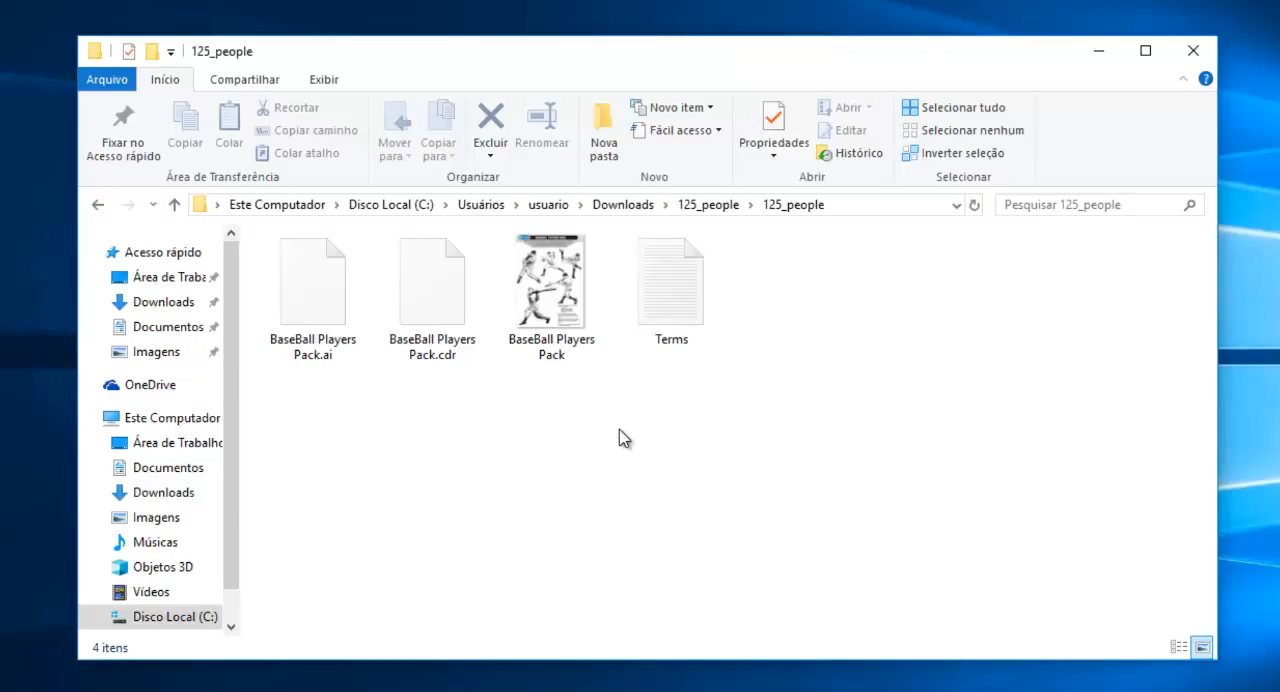 125_people
Arquivo Início Compartilhar Exibir
Fixar no
Acesso rápido
Copiar
Colar
Recortar
Copiar caminho
Colar atalho
Área de Transferência
Mover
para
Copiar
para
Excluir
Renomear
Organizar
Nova
pasta
Novo item
Fácil acesso
Novo
Propriedades
Abrir
Editar
Histórico
Abrir
Selecionar tudo
Selecionar nenhum
Inverter seleção
Selecionar
Este Computador › Disco Local (C:) › Usuários › usuario › Downloads › 125_people › 125_people
Pesquisar 125_people
Acesso rápido
Área de Traba
Downloads
Documentos
Imagens
OneDrive
Este Computador
Área de Trabalho
Documentos
Downloads
Imagens
Músicas
Objetos 3D
Vídeos
Disco Local (C:)
BaseBall Players
Pack.ai
BaseBall Players
Pack.cdr
BaseBall Players
Pack
Terms
4 itens